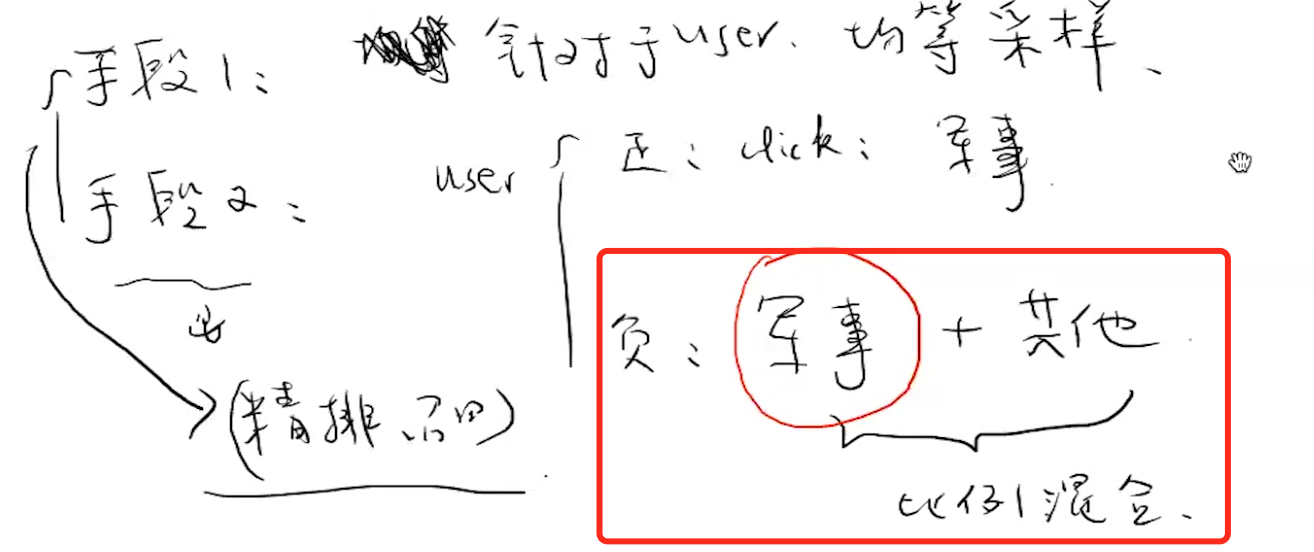 手段1： 针对于user、均等采样、
user 正：click：军事
手段2：
负：军事 + 其他
(精排 召回)
比例混合、